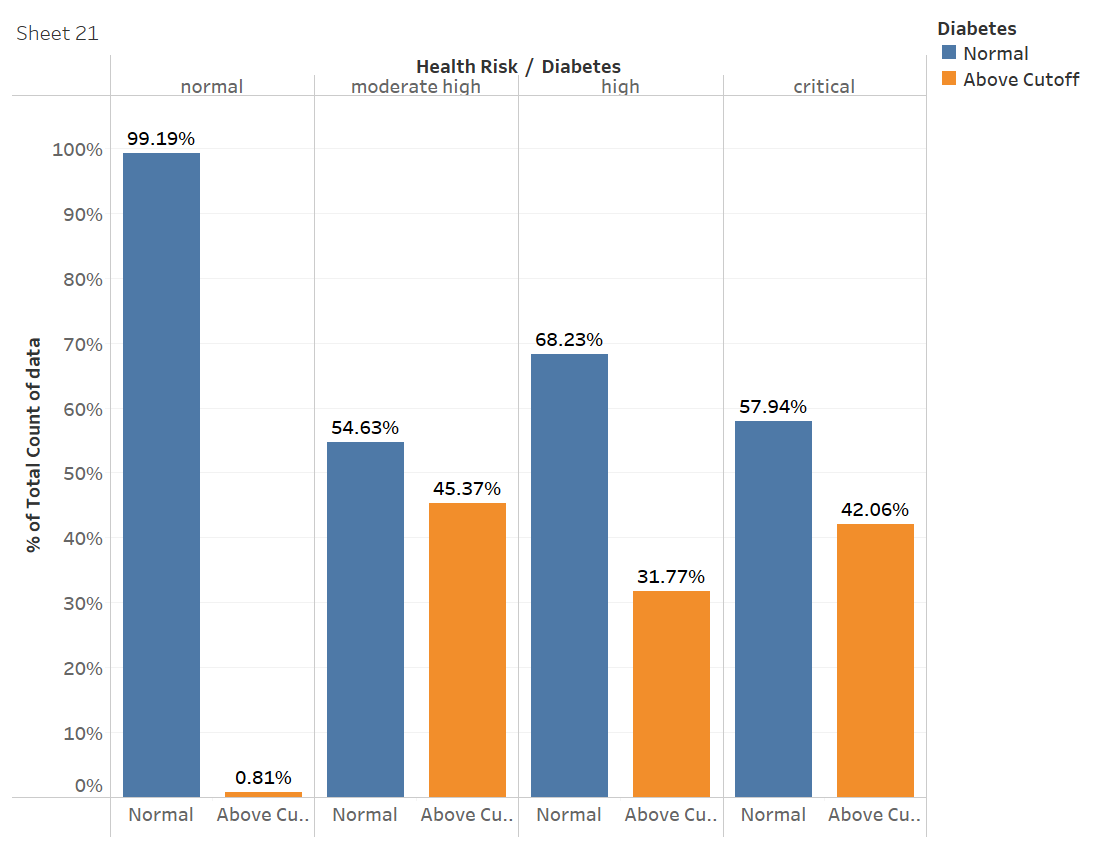 Sheet 21
Health Risk / Diabetes
normal moderate high high critical
Diabetes
Normal
Above Cutoff
% of Total Count of data
100%
90%
80%
70%
60%
50%
40%
30%
20%
10%
0%
99.19%
0.81%
54.63%
45.37%
68.23%
31.77%
57.94%
42.06%
Normal Above Cu.. Normal Above Cu.. Normal Above Cu.. Normal Above Cu..